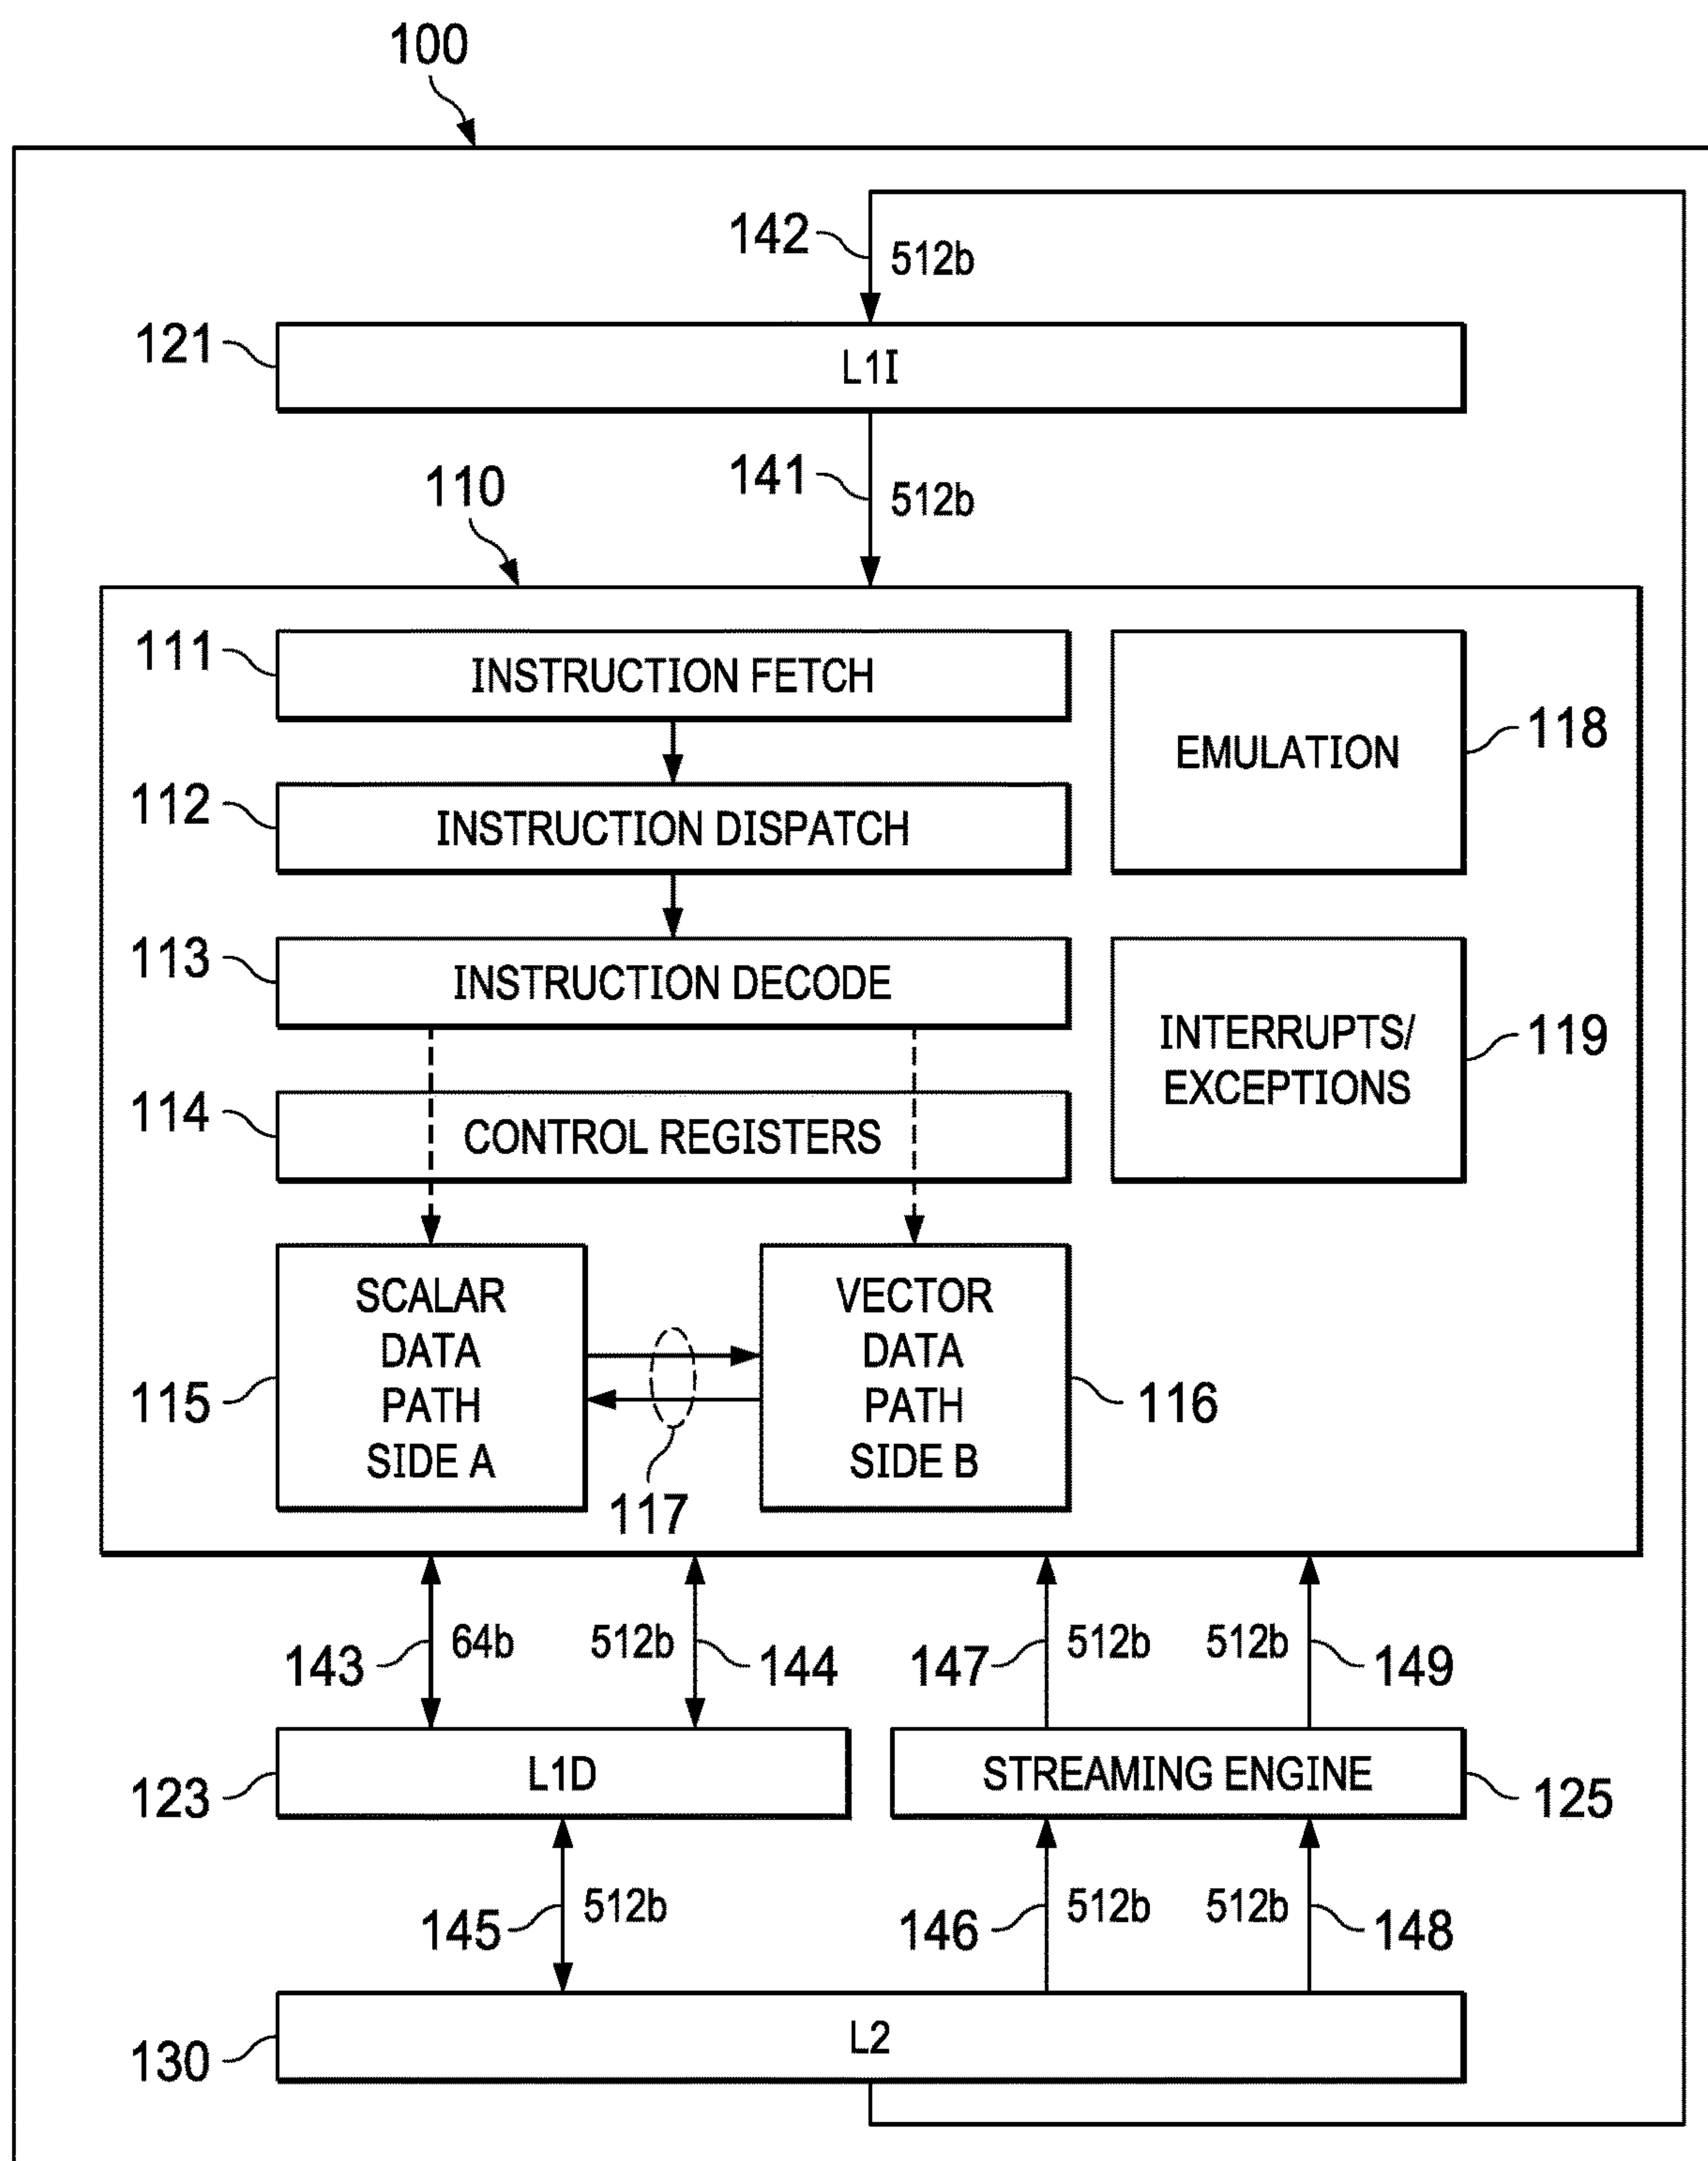 100
142
512b
121
L1I
141
512b
110
111
INSTRUCTION FETCH
118
EMULATION
112
INSTRUCTION DISPATCH
113
INSTRUCTION DECODE
119
INTERRUPTS/
EXCEPTIONS
114
CONTROL REGISTERS
115
SCALAR
DATA
PATH
SIDE A
117
VECTOR
DATA
PATH
SIDE B
116
143
64b
512b
144
147
512b
512b
149
123
L1D
STREAMING ENGINE
125
145
512b
146
512b
512b
148
130
L2